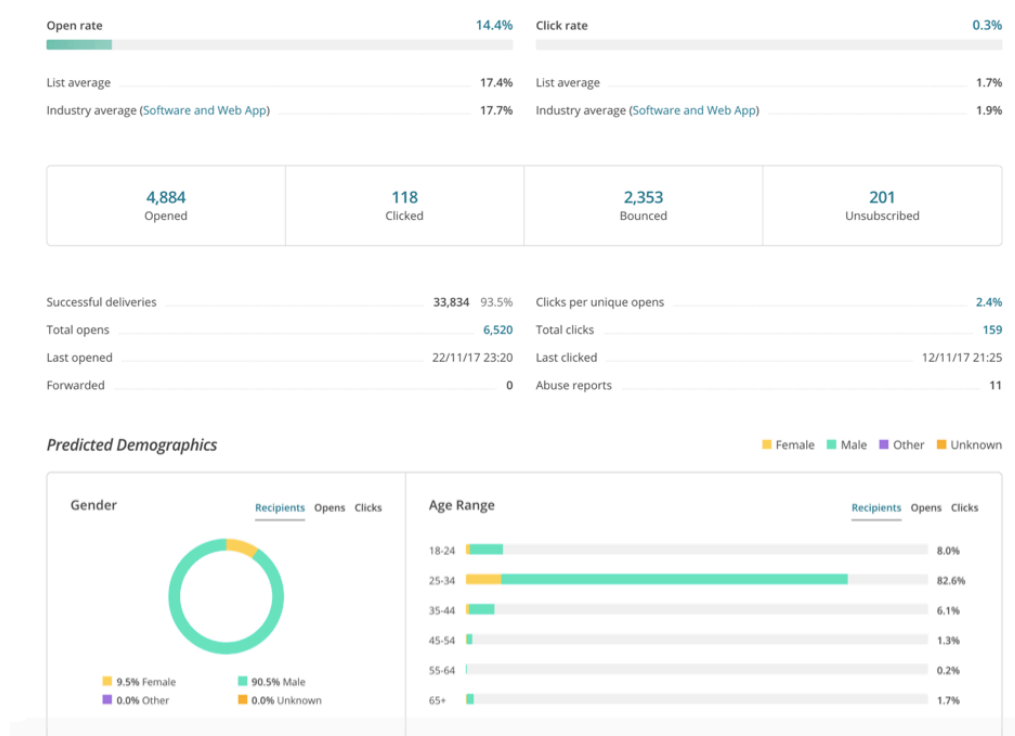 Open rate 14.4% Click rate 0.3%
List average 17.4% List average 1.7%
Industry average (Software and Web App) 17.7% Industry average (Software and Web App) 1.9%
4,884 118 2,353 201
Opened Clicked Bounced Unsubscribed
Successful deliveries 33,834 93.5% Clicks per unique opens 2.4%
Total opens 6,520 Total clicks 159
Last opened 22/11/17 23:20 Last clicked 12/11/17 21:25
Forwarded 0 Abuse reports 11
Predicted Demographics Female Male Other Unknown
Gender Recipients Opens Clicks Age Range Recipients Opens Clicks
18-24 8.0%
25-34 82.6%
35-44 6.1%
45-54 1.3%
55-64 0.2%
65+ 1.7%
9.5% Female 90.5% Male
0.0% Other 0.0% Unknown